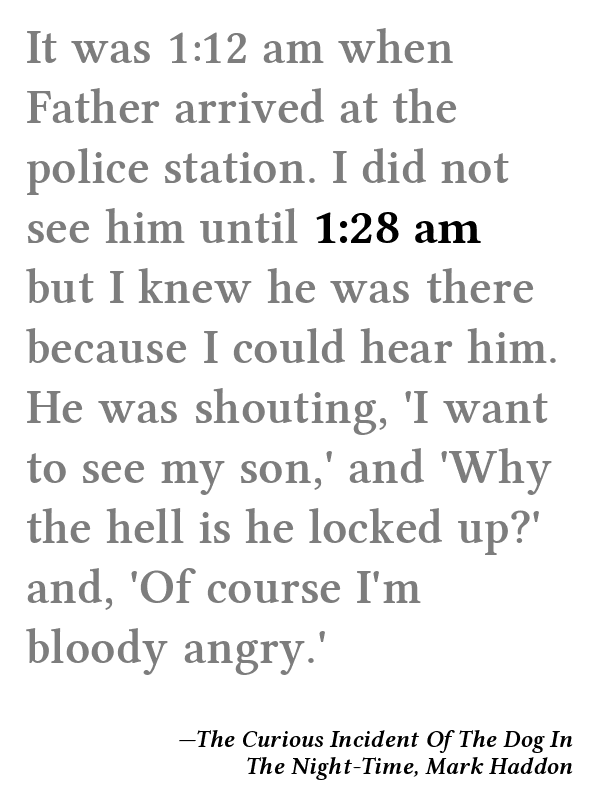 It was 1:12 am when
Father arrived at the
police station. I did not
see him until 1:28 am
but I knew he was there
because I could hear him.
He was shouting, 'I want
to see my son,' and 'Why
the hell is he locked up?'
and, 'Of course I'm
bloody angry.'
—The Curious Incident Of The Dog In
The Night-Time, Mark Haddon